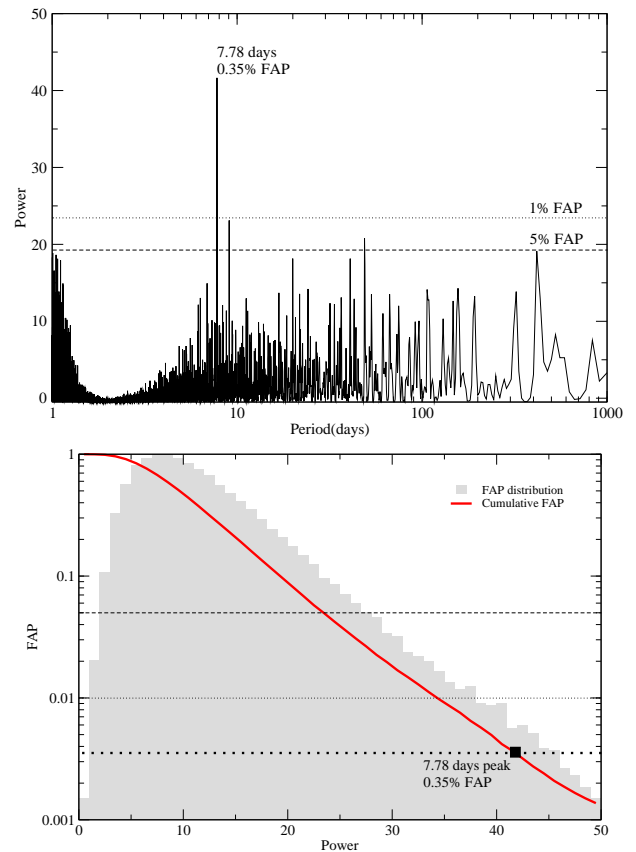 50
40
30
20
10
0
Power
7.78 days
0.35% FAP
1% FAP
5% FAP
1
10
100
1000
Period(days)
1
0.1
0.01
0.001
FAP
FAP distribution
Cumulative FAP
7.78 days peak
0.35% FAP
0
10
20
30
40
50
Power